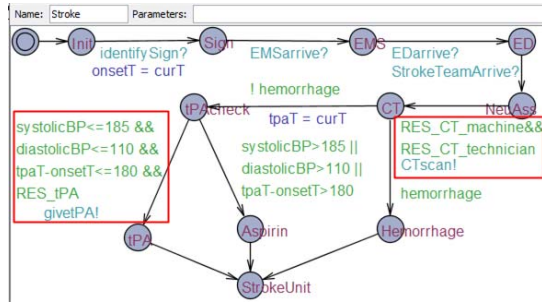 Name: Stroke Parameters:
Init
Sign
EMS
ED
identifySign?
onsetT = curT
EMSarrive?
EDarrive?
StrokeTeamArrive?
! hemorrhage
tPAcheck
CT
NeuAss
tpaT = curT
systolicBP<=185 &&
diastolicBP<=110 &&
tpaT-onsetT<=180 &&
RES_tPA
givetPA!
systolicBP>185 ||
diastolicBP>110 ||
tpaT-onsetT>180
RES_CT_machine&&
RES_CT_technician
CTscan!
hemorrhage
tPA
Aspirin
Hemorrhage
StrokeUnit